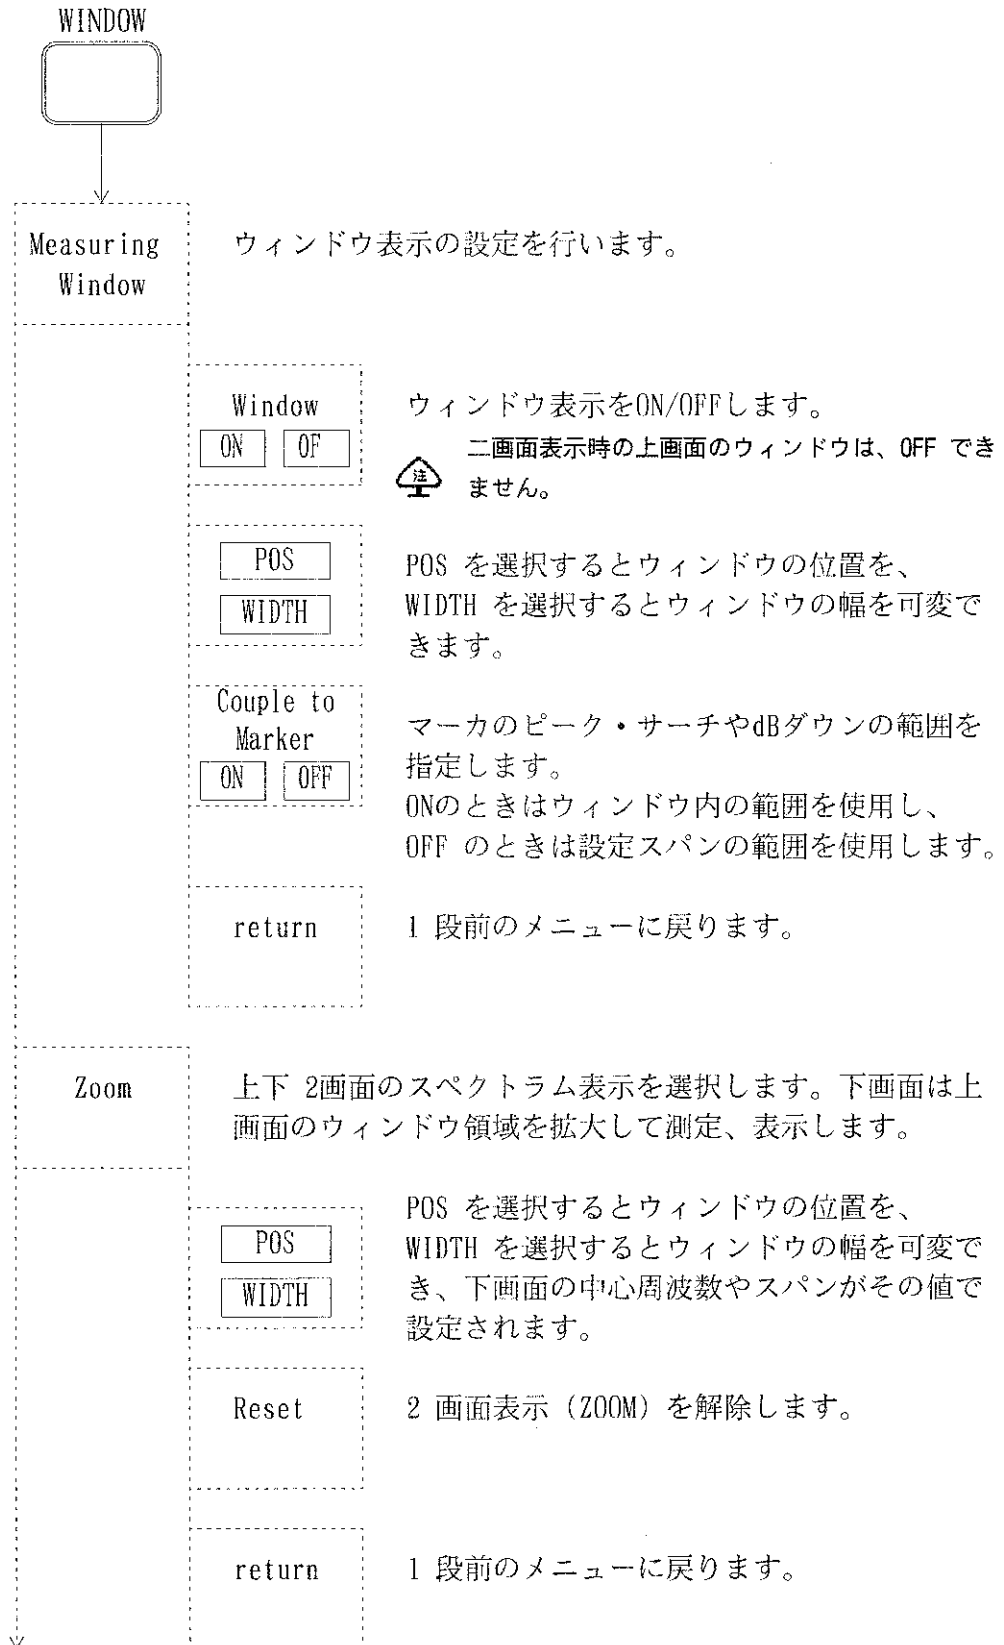 WINDOW
Measuring
Window
ウィンドウ表示の設定を行います。
Window
ON OF
ウィンドウ表示をON/OFFします。
注
二画面表示時の上画面のウィンドウは、OFF でき
ません。
POS
WIDTH
POS を選択するとウィンドウの位置を、
WIDTH を選択するとウィンドウの幅を可変で
きます。
Couple to
Marker
ON OFF
マーカのピーク・サーチやdBダウンの範囲を
指定します。
ONのときはウィンドウ内の範囲を使用し、
OFF のときは設定スパンの範囲を使用します。
return
1 段前のメニューに戻ります。
Zoom
上下 2画面のスペクトラム表示を選択します。下画面は上
画面のウィンドウ領域を拡大して測定、表示します。
POS
WIDTH
POS を選択するとウィンドウの位置を、
WIDTH を選択するとウィンドウの幅を可変で
き、下画面の中心周波数やスパンがその値で
設定されます。
Reset
2 画面表示（ZOOM）を解除します。
return
1 段前のメニューに戻ります。